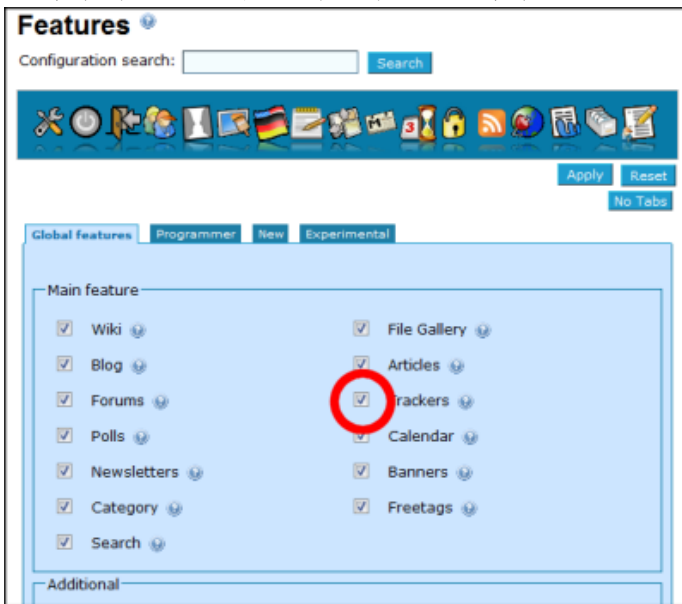 Features
Configuration search: Search
Apply Reset
No Tabs
Global features Programmer New Experimental
Main feature
Wiki File Gallery
Blog Articles
Forums Trackers
Polls Calendar
Newsletters Banners
Category Freetags
Search
Additional